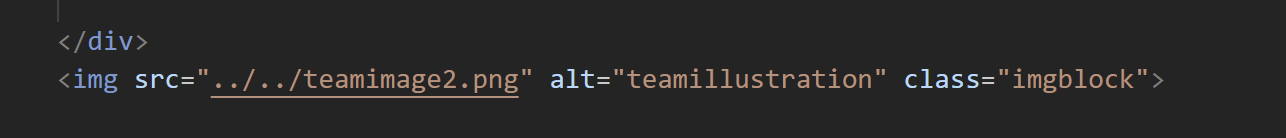 </div>
<img src="../../teamimage2.png" alt="teamillustration" class="imgblock">